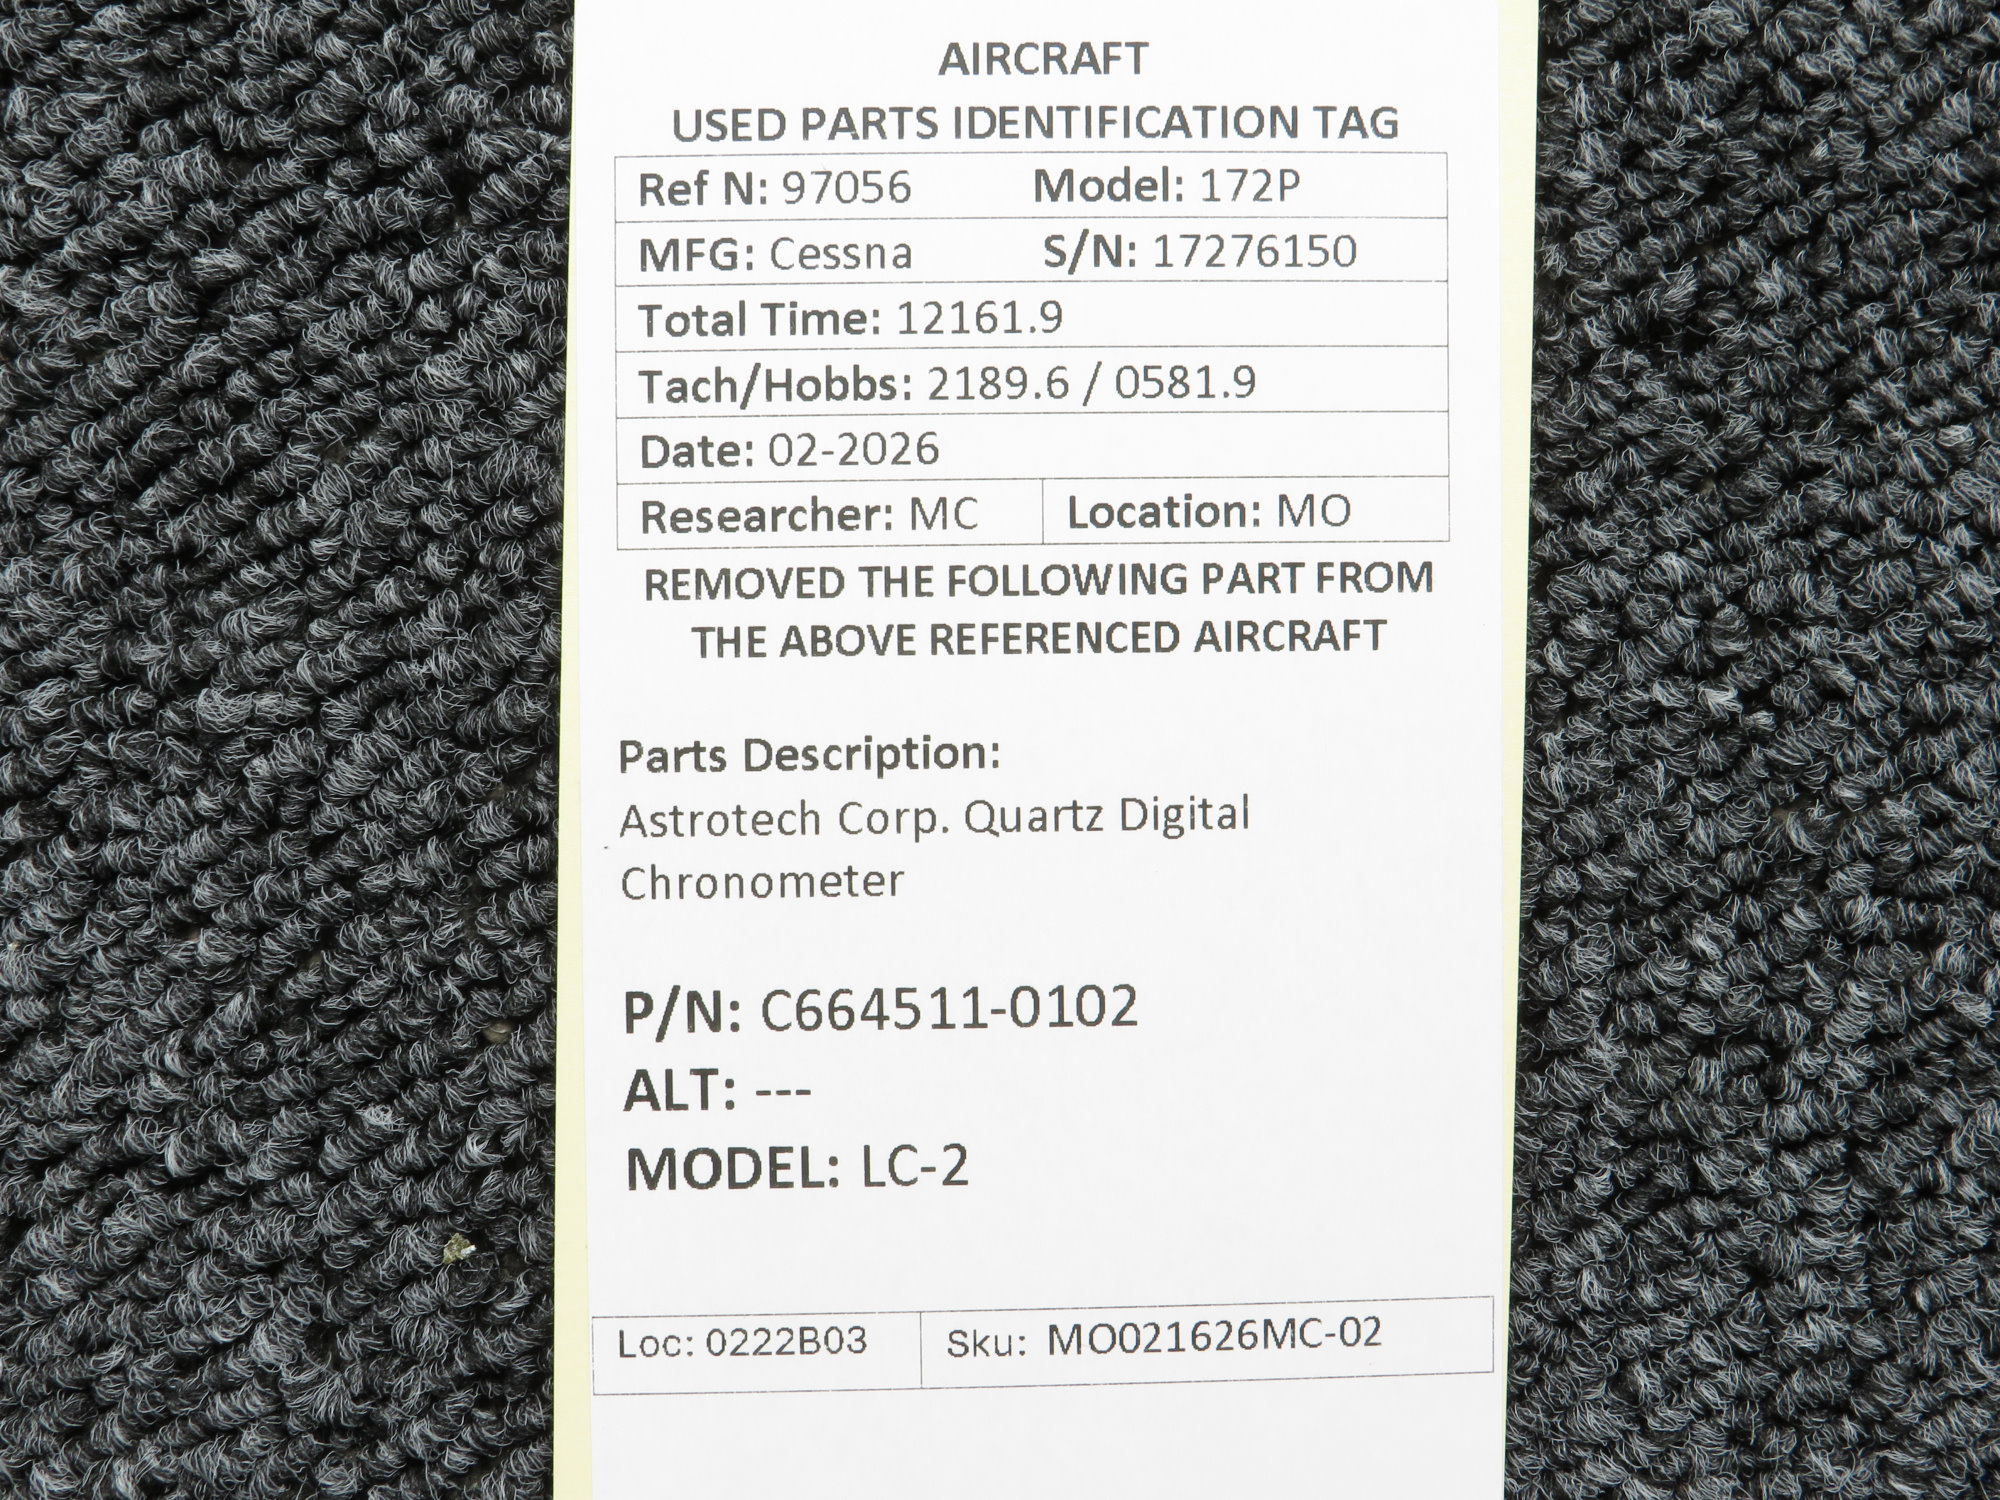 AIRCRAFT
USED PARTS IDENTIFICATION TAG
Ref N: 97056 Model: 172P
MFG: Cessna S/N: 17276150
Total Time: 12161.9
Tach/Hobbs: 2189.6 / 0581.9
Date: 02-2026
Researcher: MC Location: MO
REMOVED THE FOLLOWING PART FROM
THE ABOVE REFERENCED AIRCRAFT
Parts Description:
Astrotech Corp. Quartz Digital
Chronometer
P/N: C664511-0102
ALT: ---
MODEL: LC-2
Loc: 0222B03 Sku: MO021626MC-02